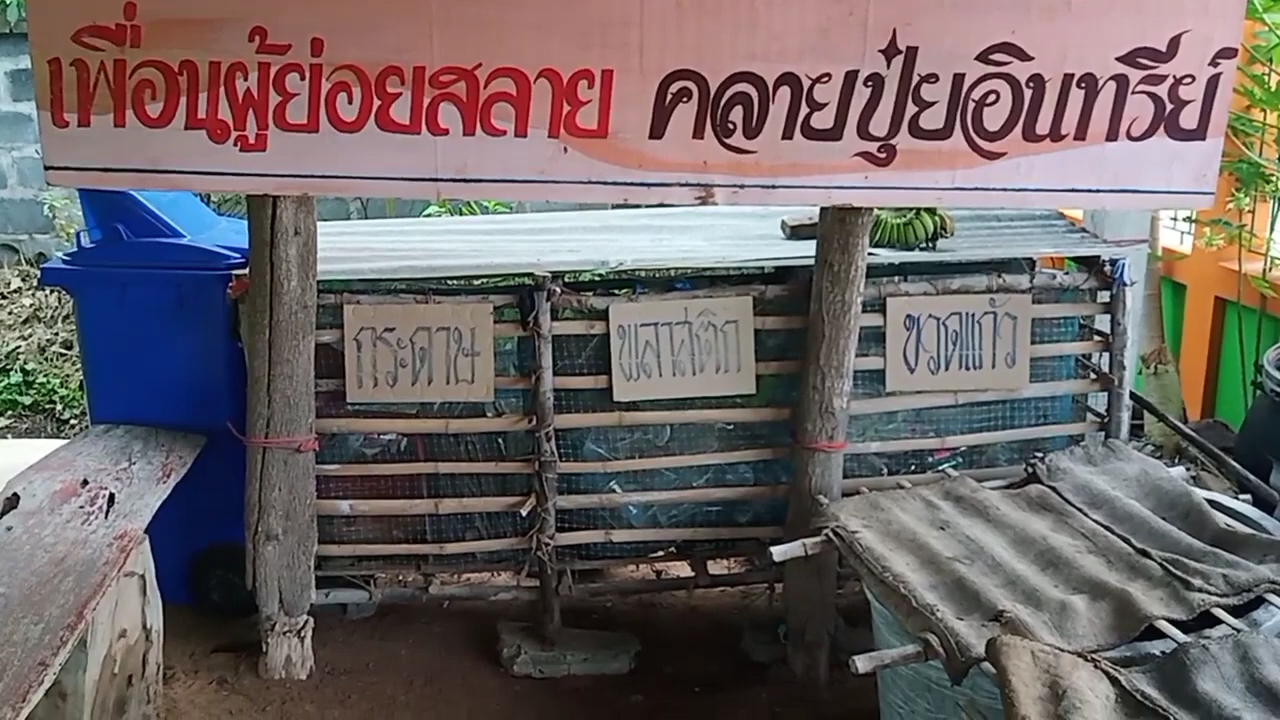 เพื่อนผู้ย่อยสลาย คลายปุ๋ยอินทรีย์
กระดาษ
พลาสติก
ขวดแก้ว